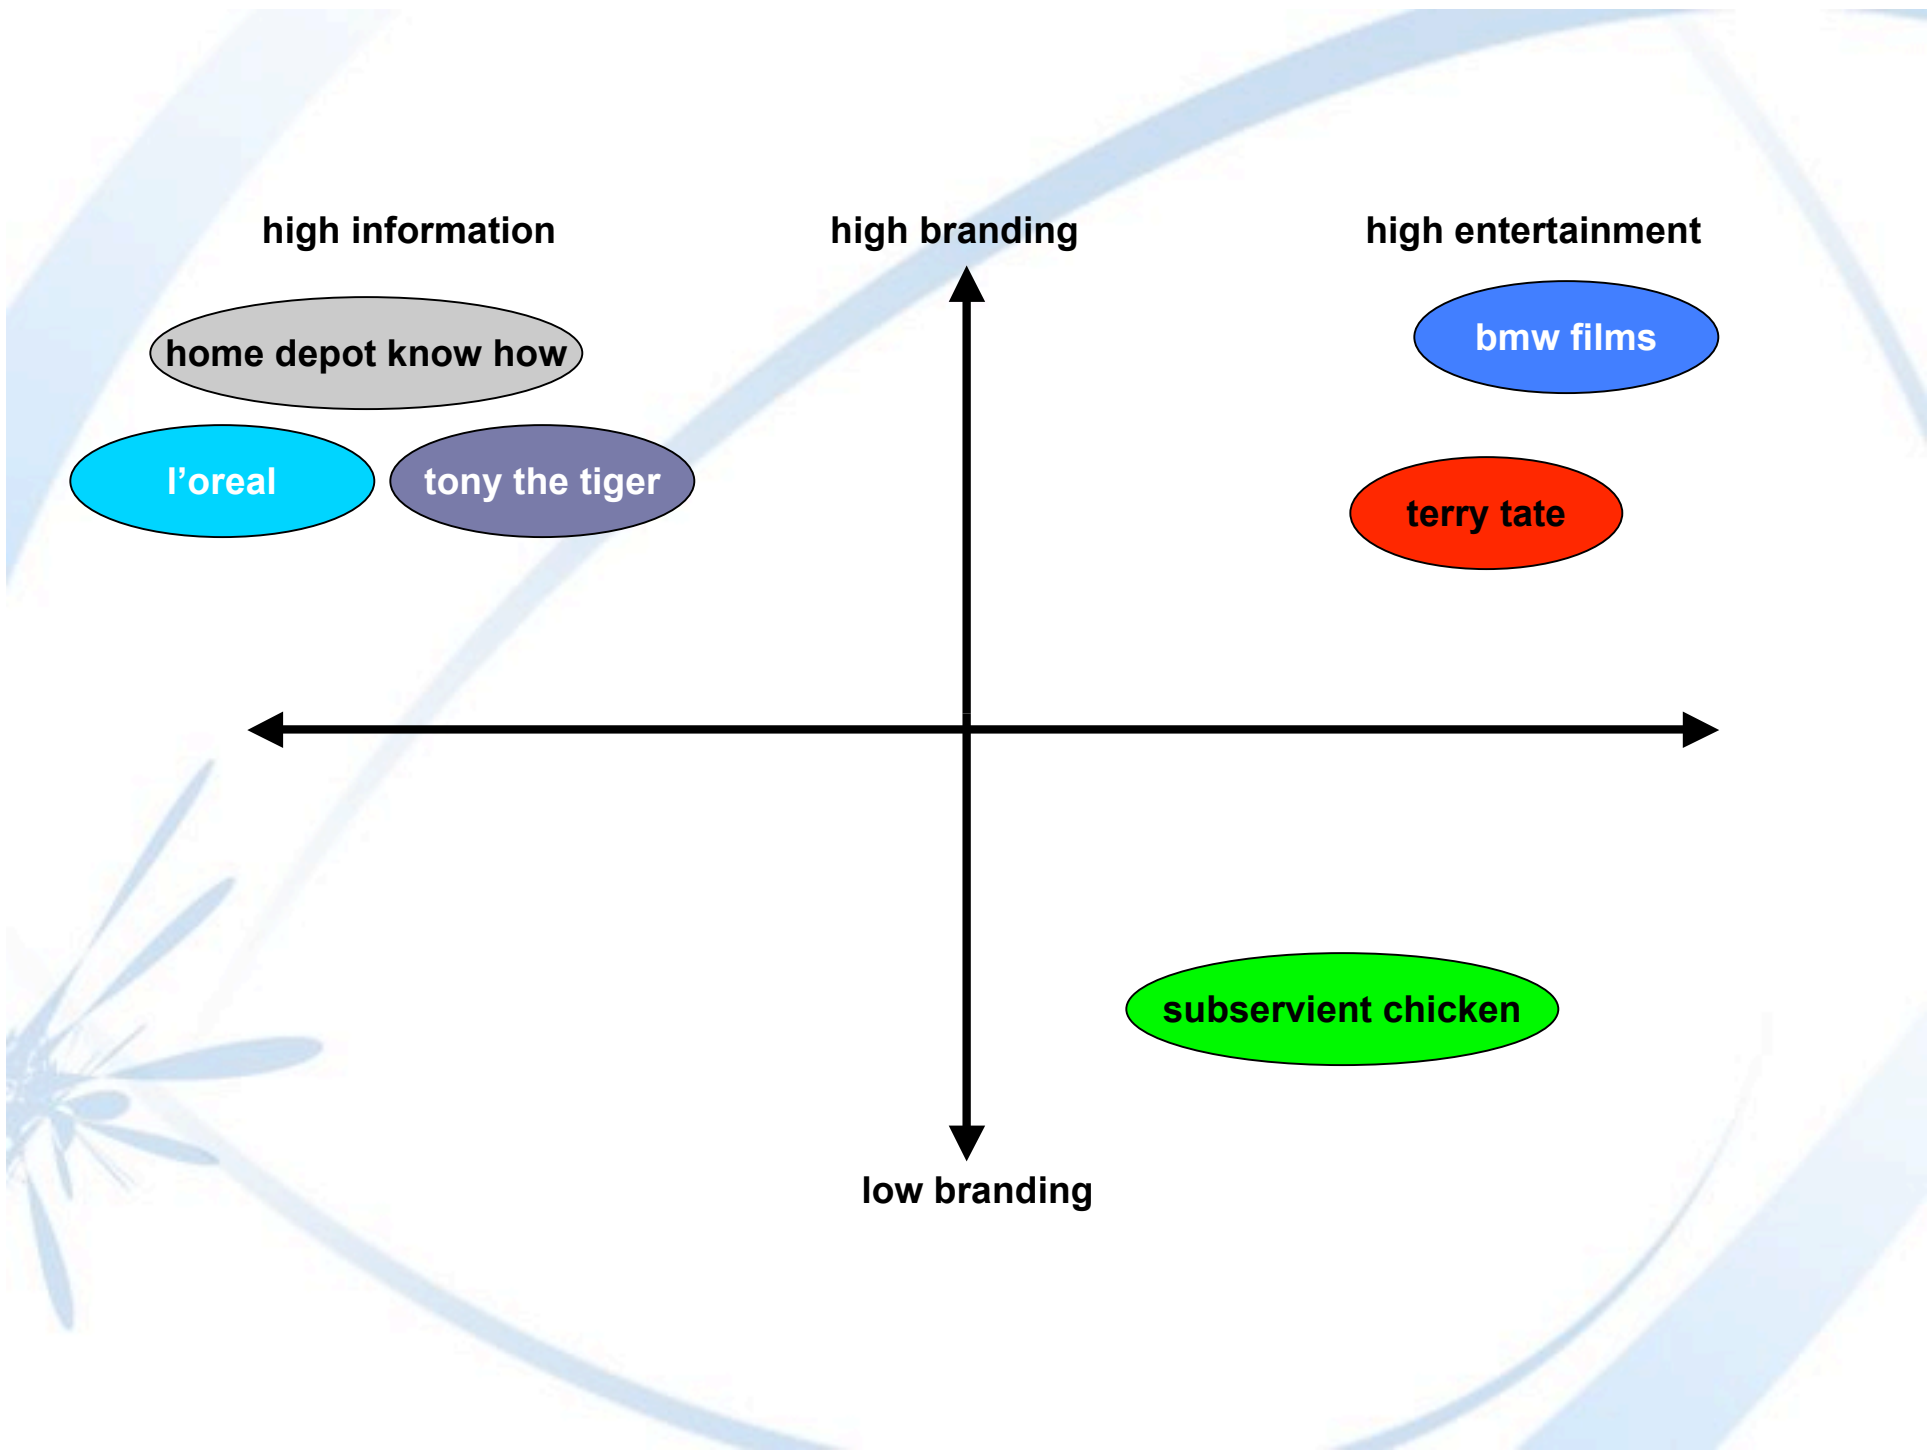 high information
high branding
high entertainment
home depot know how
bmw films
l’oreal
tony the tiger
terry tate
subservient chicken
low branding